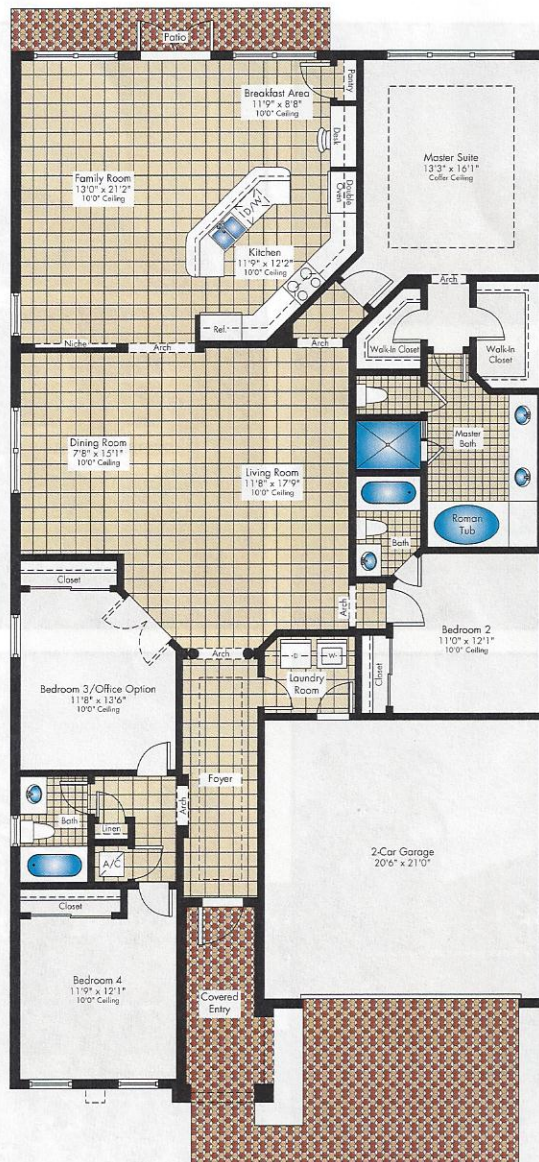 Patio
Breakfast Area
11'9" x 8'8"
10'0" Ceiling
Pantry
Desk
Double
Oven
Master Suite
13'3" x 16'1"
Coffer Ceiling
Family Room
13'0" x 21'2"
10'0" Ceiling
D/W
Kitchen
11'9" x 12'2"
10'0" Ceiling
Ref.
Niche
Arch
Arch
Arch
Walk-In Closet
Walk-In
Closet
Dining Room
7'8" x 15'1"
10'0" Ceiling
Living Room
11'8" x 17'9"
10'0" Ceiling
Master
Bath
Roman
Tub
Bath
Closet
Arch
Bedroom 2
11'0" x 12'1"
10'0" Ceiling
Closet
Arch
D
W
Laundry
Room
Bedroom 3/Office Option
11'8" x 13'6"
10'0" Ceiling
Foyer
Arch
Bath
Linen
A/C
2-Car Garage
20'6" x 21'0"
Closet
Bedroom 4
11'9" x 12'1"
10'0" Ceiling
Covered
Entry